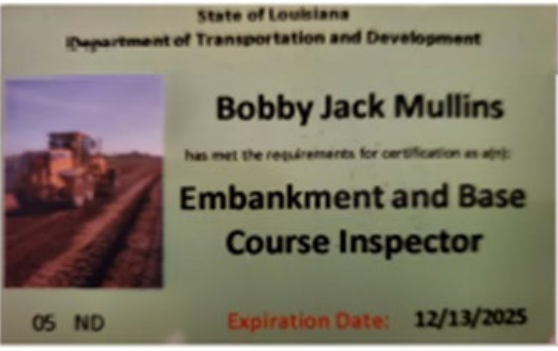 State of Louisiana
Department of Transportation and Development
Bobby Jack Mullins
has met the requirements for certification as a(n):
Embankment and Base
Course Inspector
05 ND
Expiration Date: 12/13/2025